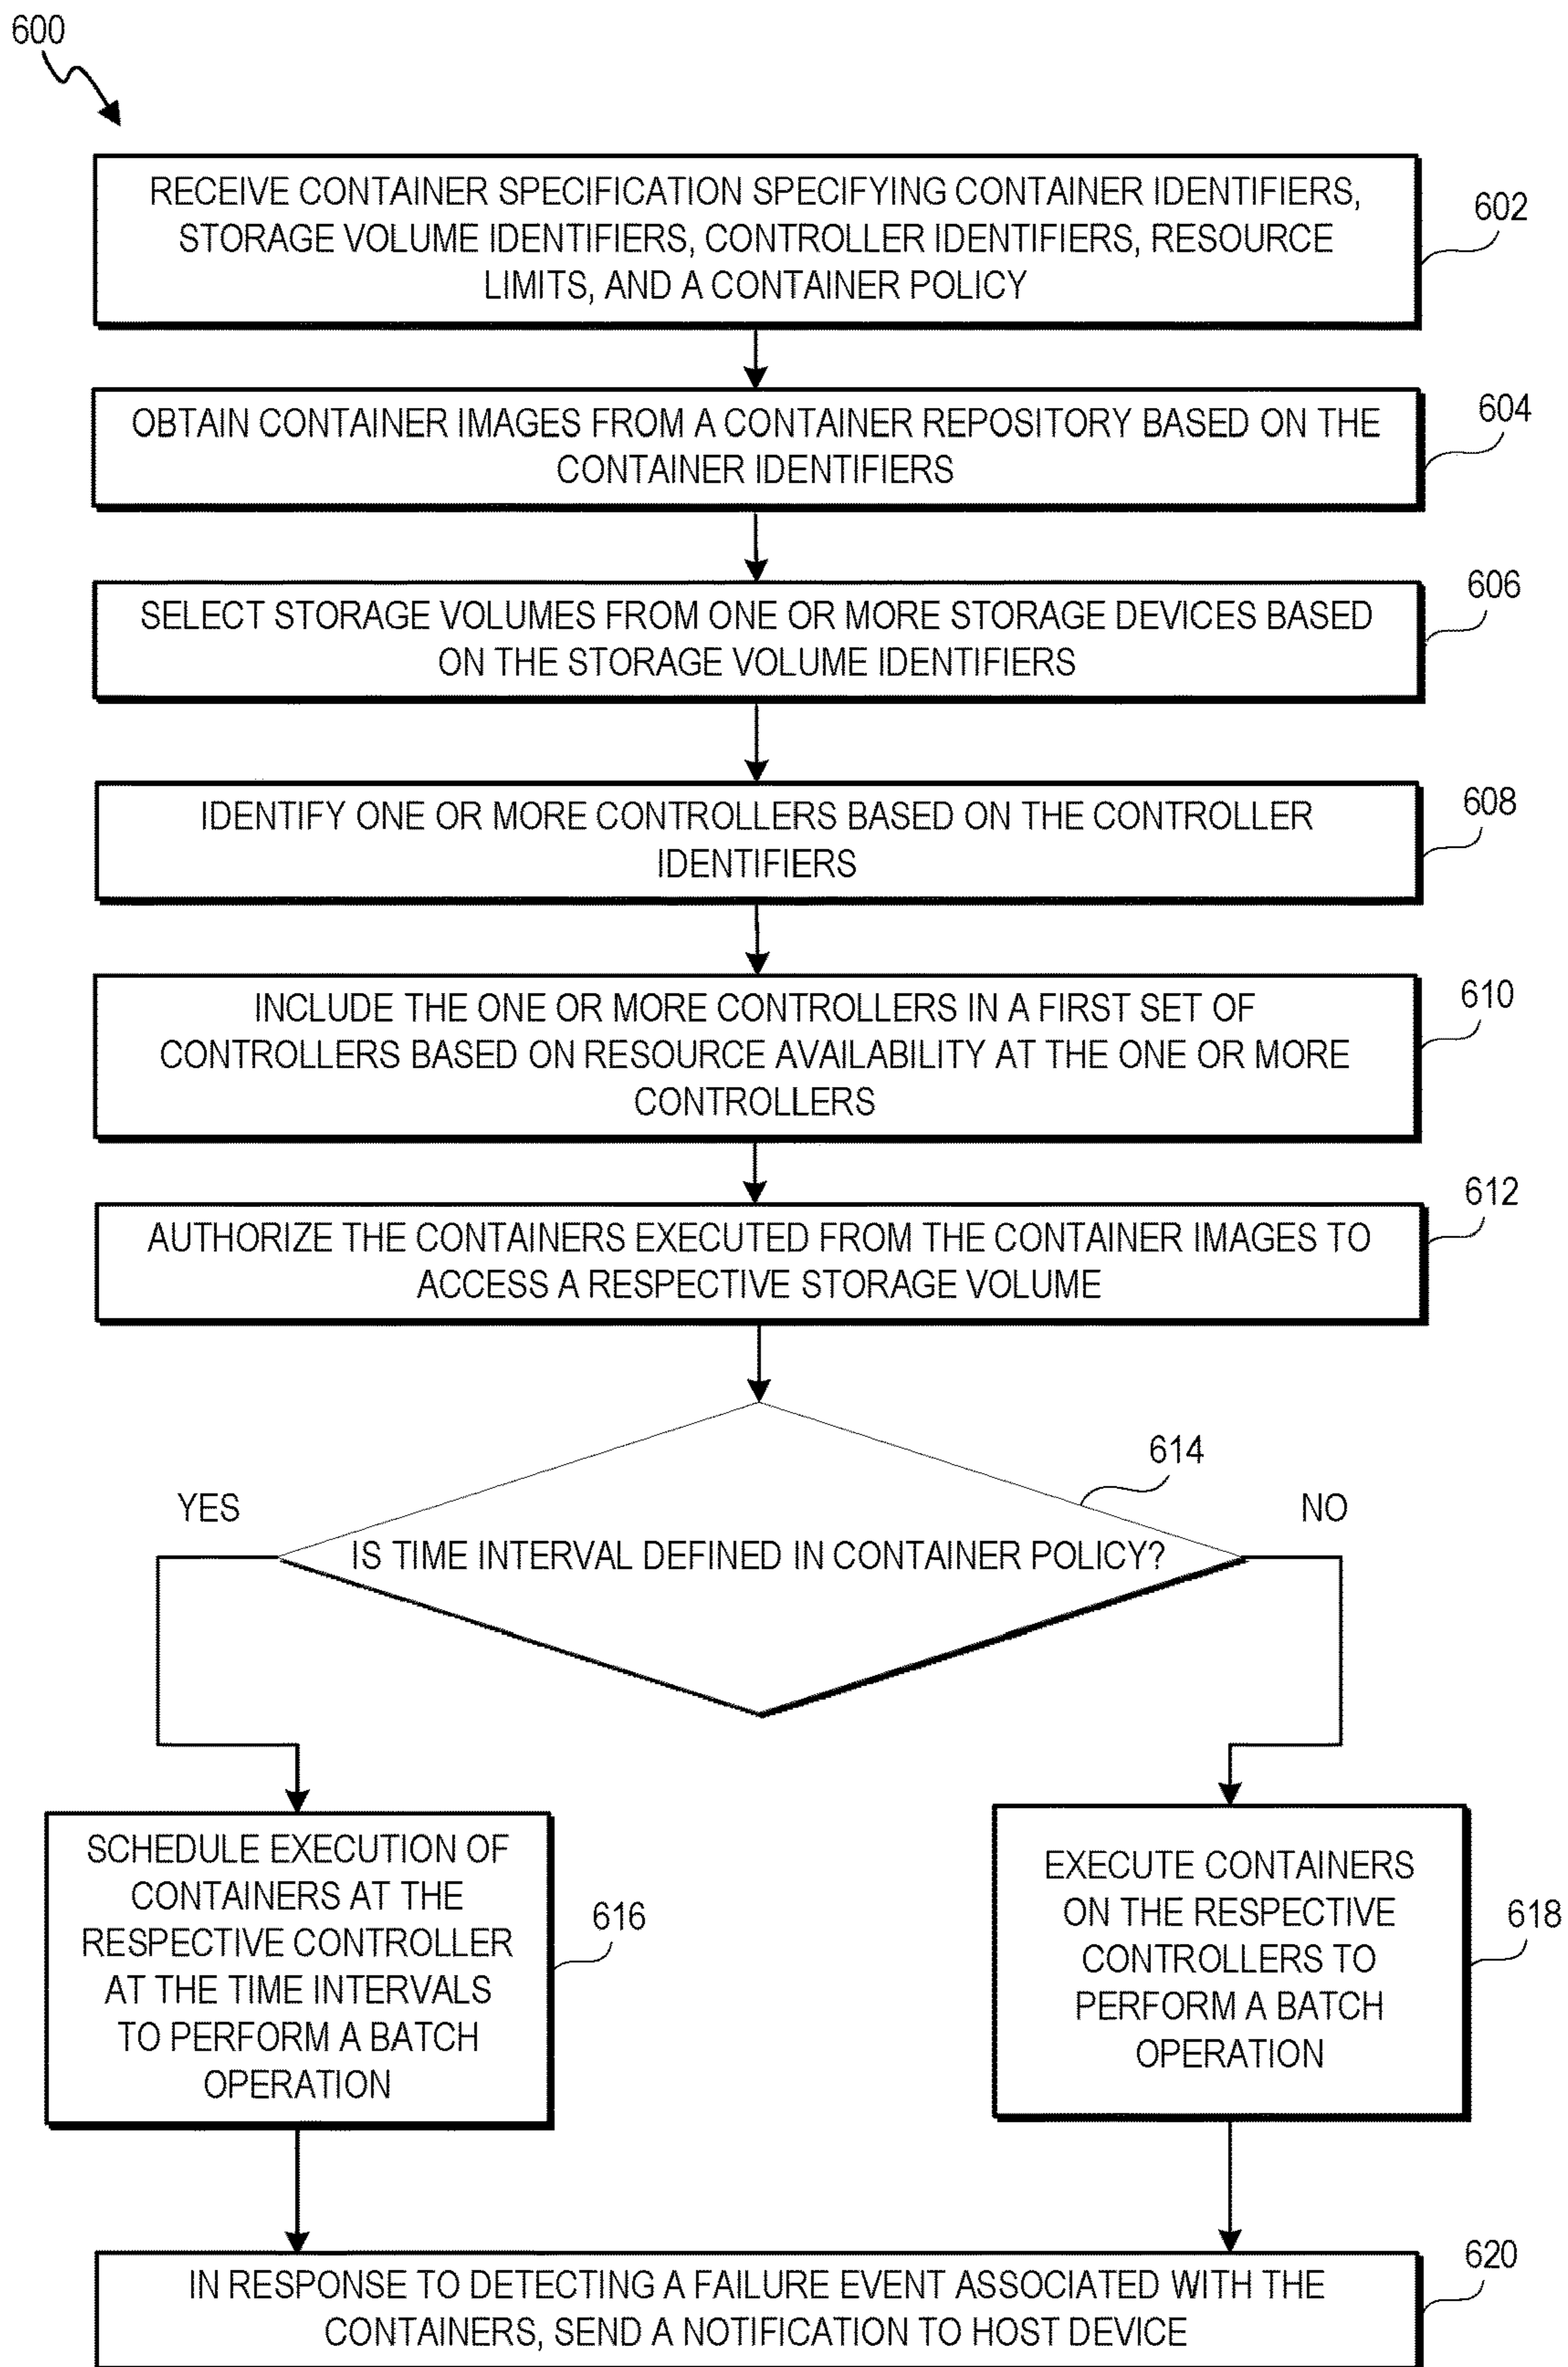 600
RECEIVE CONTAINER SPECIFICATION SPECIFYING CONTAINER IDENTIFIERS,
STORAGE VOLUME IDENTIFIERS, CONTROLLER IDENTIFIERS, RESOURCE
LIMITS, AND A CONTAINER POLICY
602
OBTAIN CONTAINER IMAGES FROM A CONTAINER REPOSITORY BASED ON THE
CONTAINER IDENTIFIERS
604
SELECT STORAGE VOLUMES FROM ONE OR MORE STORAGE DEVICES BASED
ON THE STORAGE VOLUME IDENTIFIERS
606
IDENTIFY ONE OR MORE CONTROLLERS BASED ON THE CONTROLLER
IDENTIFIERS
608
INCLUDE THE ONE OR MORE CONTROLLERS IN A FIRST SET OF
CONTROLLERS BASED ON RESOURCE AVAILABILITY AT THE ONE OR MORE
CONTROLLERS
610
AUTHORIZE THE CONTAINERS EXECUTED FROM THE CONTAINER IMAGES TO
ACCESS A RESPECTIVE STORAGE VOLUME
612
614
YES
NO
IS TIME INTERVAL DEFINED IN CONTAINER POLICY?
SCHEDULE EXECUTION OF
CONTAINERS AT THE
RESPECTIVE CONTROLLER
AT THE TIME INTERVALS
TO PERFORM A BATCH
OPERATION
616
EXECUTE CONTAINERS
ON THE RESPECTIVE
CONTROLLERS TO
PERFORM A BATCH
OPERATION
618
IN RESPONSE TO DETECTING A FAILURE EVENT ASSOCIATED WITH THE
CONTAINERS, SEND A NOTIFICATION TO HOST DEVICE
620